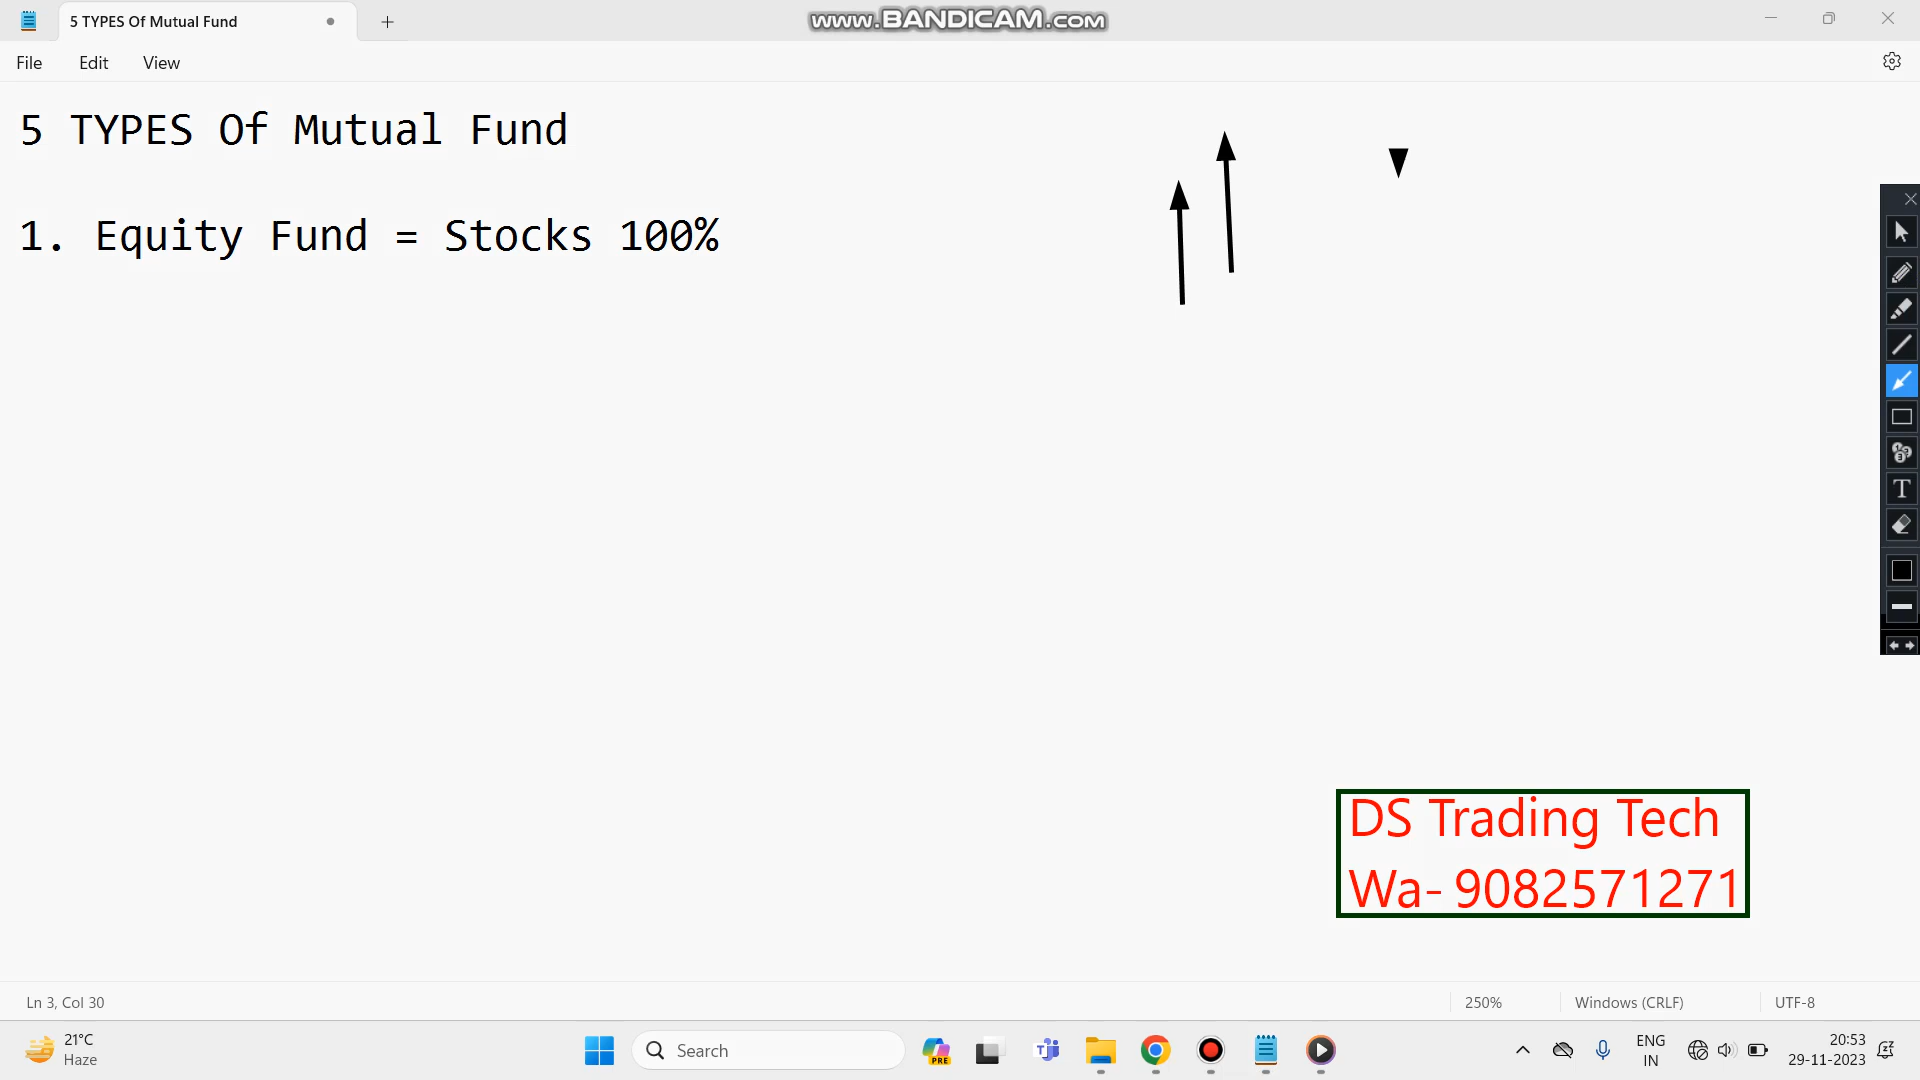 5 TYPES Of Mutual Fund
www.BANDICAM.com
File Edit View
5 TYPES Of Mutual Fund
1. Equity Fund = Stocks 100%
T
DS Trading Tech
Wa- 9082571271
Ln 3, Col 30
250%
Windows (CRLF)
UTF-8
21°C
Haze
Search
PRE
ENG
IN
20:53
29-11-2023